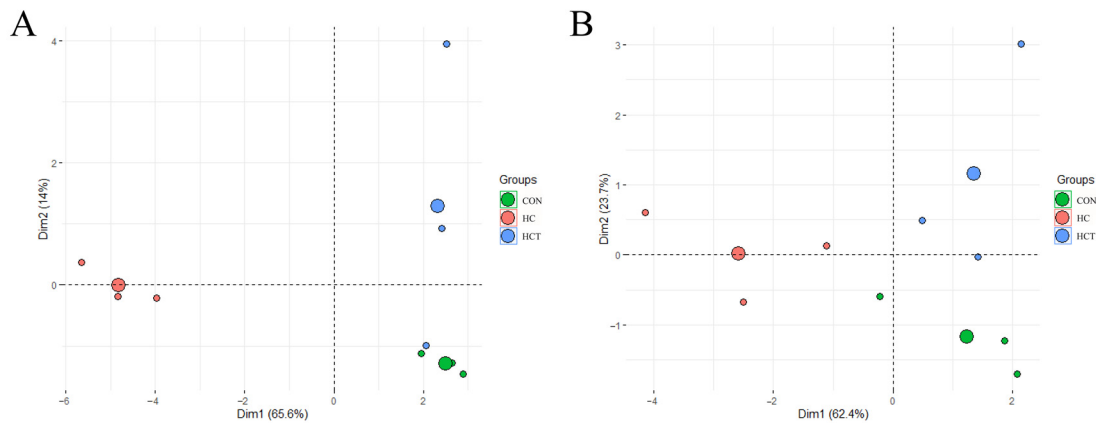 A
Dim2 (14%)
4
2
0
−6
−4
−2
0
2
Dim1 (65.6%)
Groups
CON
HC
HCT
B
Dim2 (23.7%)
3
2
1
0
−1
−4
−2
0
2
Dim1 (62.4%)
Groups
CON
HC
HCT